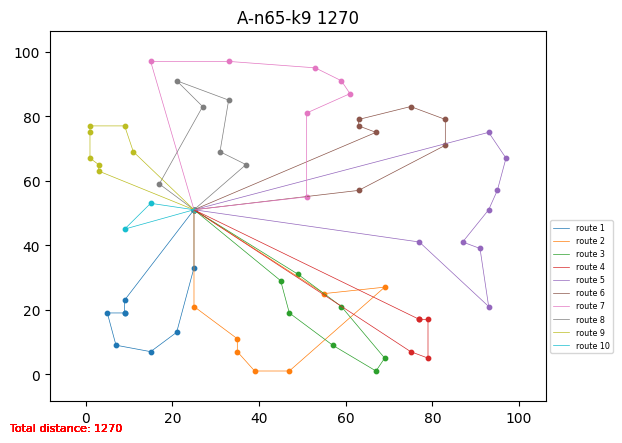 A-n65-k9 1270
100
80
60
40
20
0
0 20 40 60 80 100
route 1
route 2
route 3
route 4
route 5
route 6
route 7
route 8
route 9
route 10
Total distance: 1270